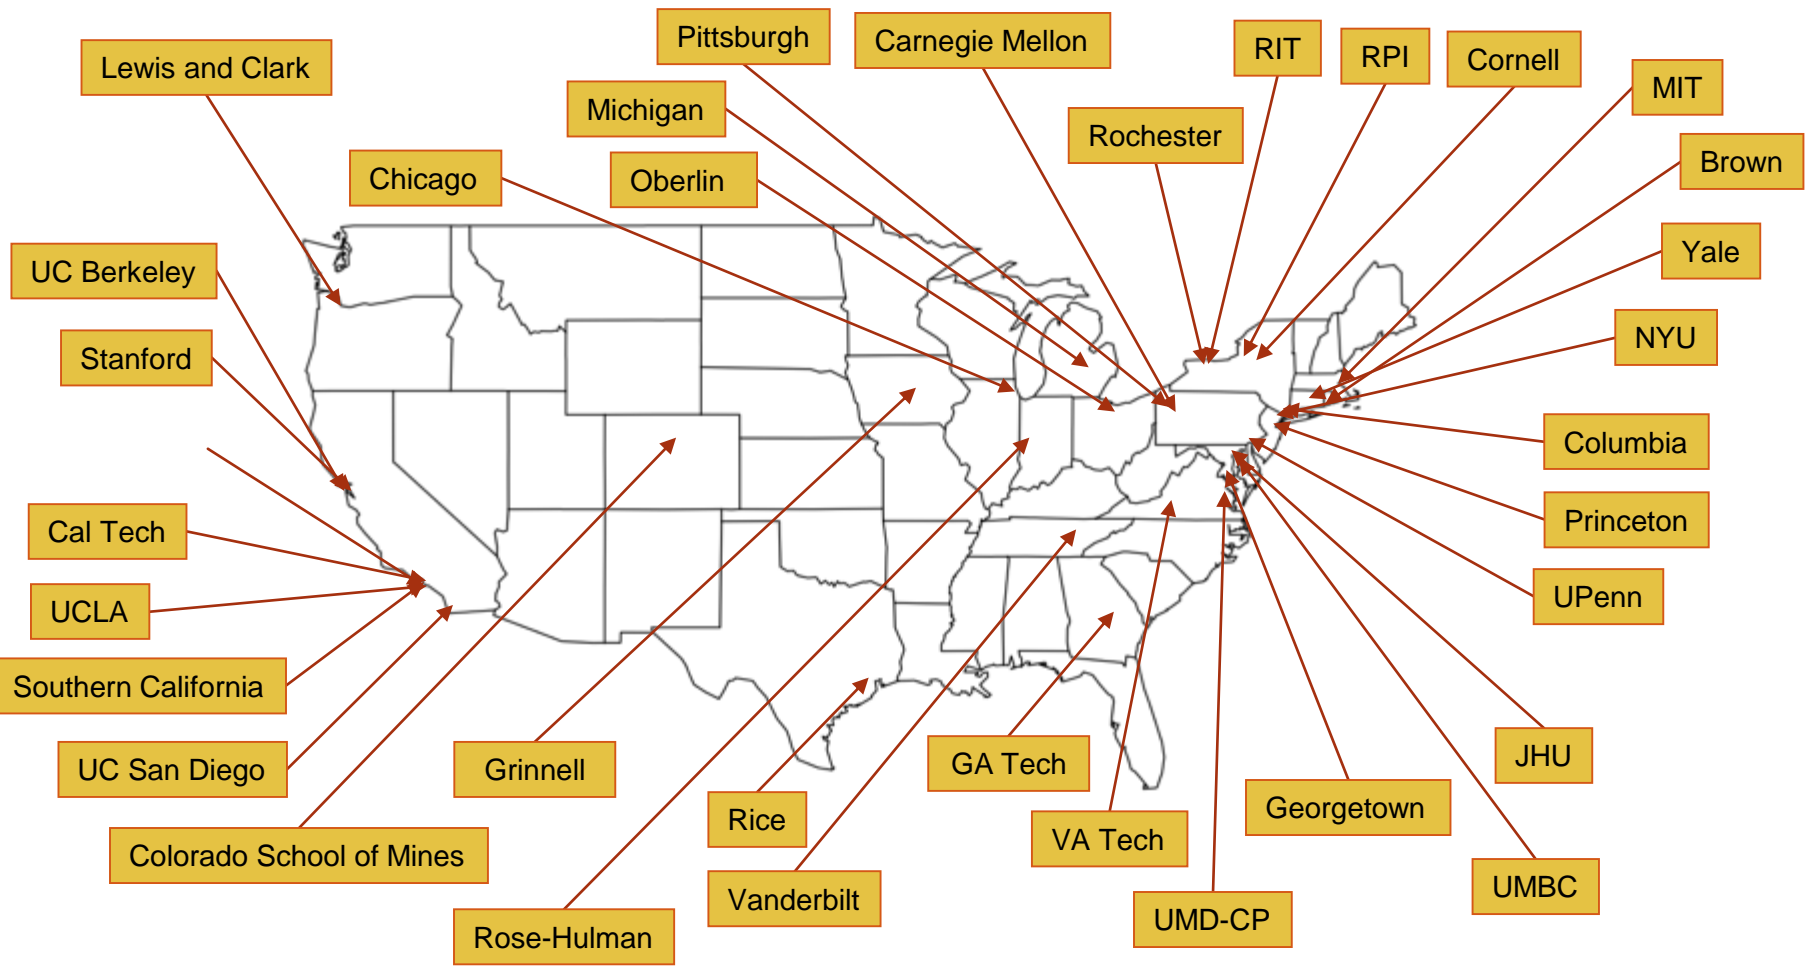 Pittsburgh
Carnegie Mellon
RIT
RPI
Cornell
Lewis and Clark
MIT
Michigan
Rochester
Brown
Chicago
Oberlin
Yale
UC Berkeley
NYU
Stanford
Columbia
Princeton
Cal Tech
UPenn
UCLA
Southern California
JHU
UC San Diego
Grinnell
GA Tech
Georgetown
Rice
VA Tech
Colorado School of Mines
UMBC
Vanderbilt
UMD-CP
Rose-Hulman